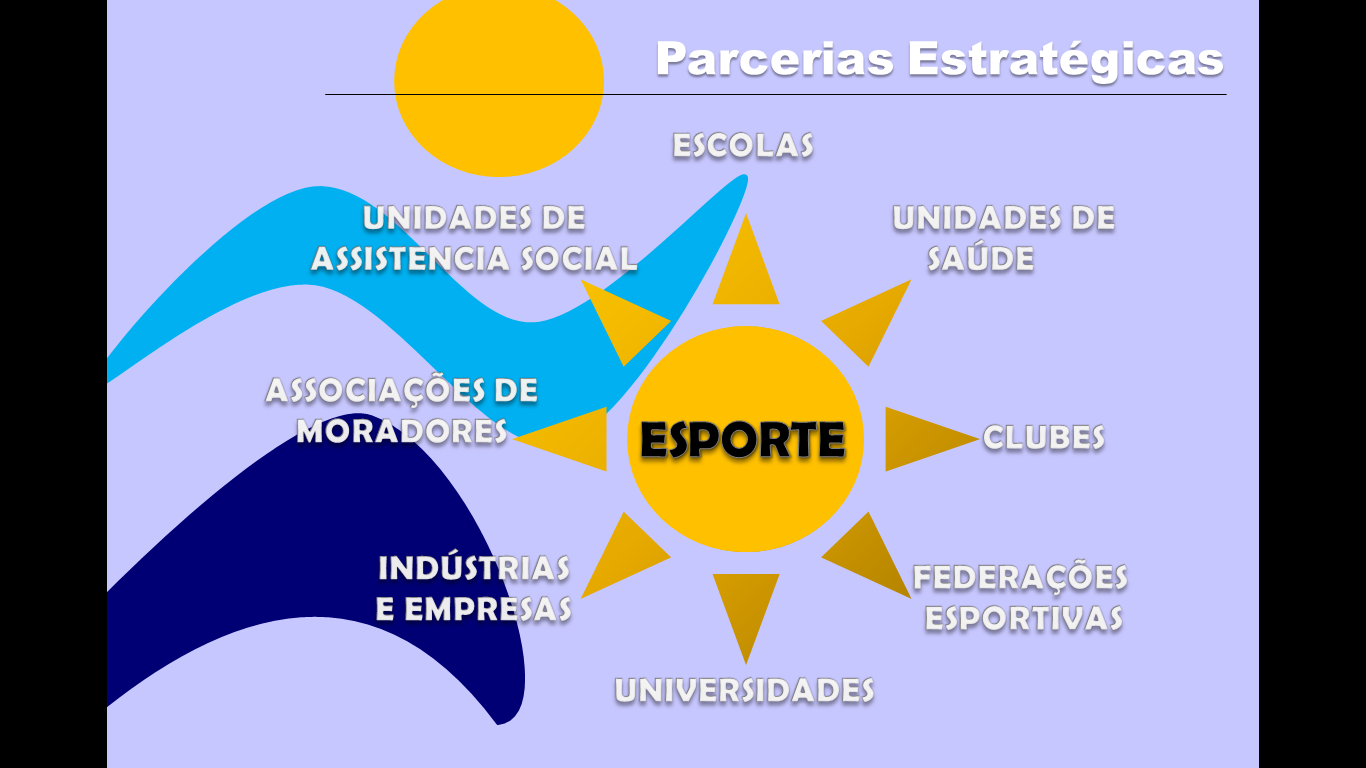 Parcerias Estratégicas
ESCOLAS
UNIDADES DE
ASSISTENCIA SOCIAL
UNIDADES DE
SAÚDE
ASSOCIAÇÕES DE
MORADORES
ESPORTE
CLUBES
INDÚSTRIAS
E EMPRESAS
FEDERAÇÕES
ESPORTIVAS
UNIVERSIDADES